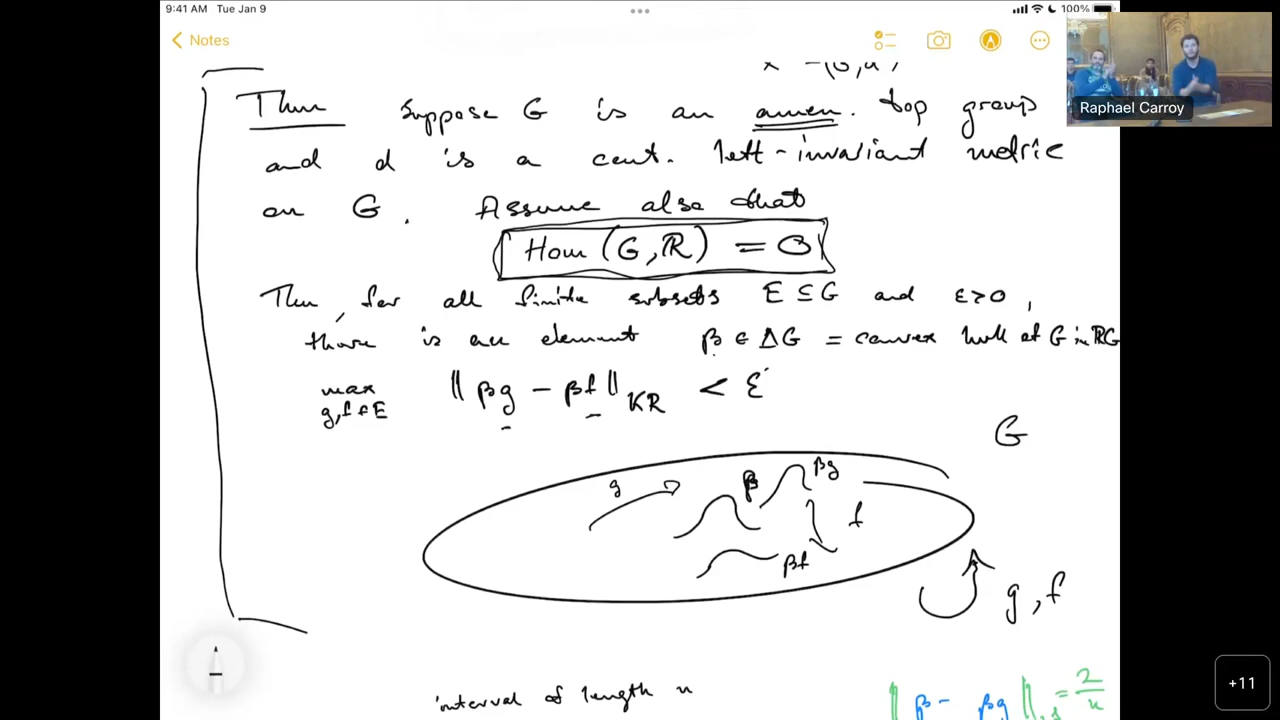 9:41 AM Tue Jan 9
100%
Notes
Raphael Carroy
Thm Suppose G is an amen. top group
and d is a cont. left-invariant metric
on G. Assume also that
Hom (G, ℝ) = 0
Then, for all finite subsets E ⊆ G and ε > 0,
there is an element β ∈ ΔG = convex hull of G in ℝG
max ‖ βg - βf ‖_KR < ε
g, f ∈ E
G
g β βg
f
βf
g, f
interval of length n
‖ β - βg ‖ = 2/n
+11